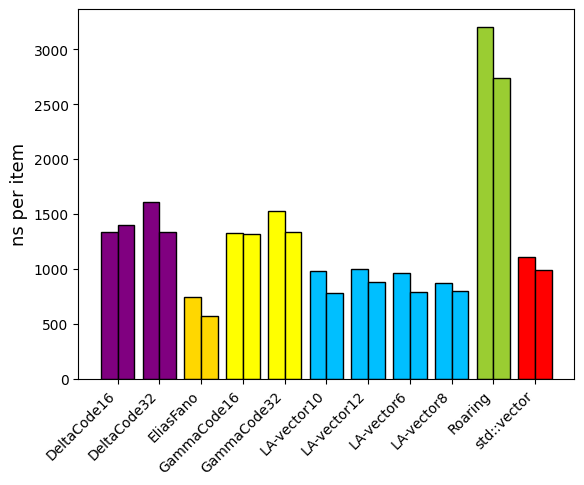 ns per item
3000
2500
2000
1500
1000
500
0
DeltaCode16
DeltaCode32
EliasFano
GammaCode16
GammaCode32
LA-vector10
LA-vector12
LA-vector6
LA-vector8
Roaring
std::vector